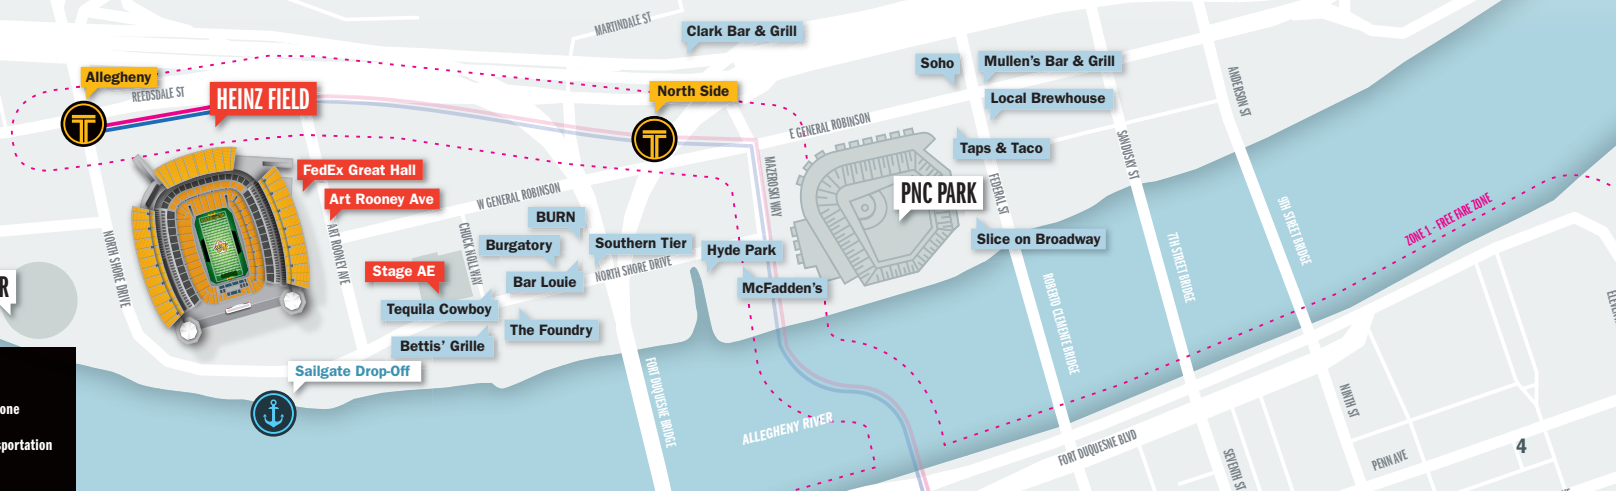 MARTINDALE ST
Clark Bar & Grill
Soho
Mullen's Bar & Grill
Allegheny
REEDSDALE ST
HEINZ FIELD
North Side
Local Brewhouse
ANDERSON ST
E GENERAL ROBINSON
Taps & Taco
SANDUSKY ST
FedEx Great Hall
Art Rooney Ave
W GENERAL ROBINSON
MAZEROSKI WAY
PNC PARK
FEDERAL ST
BURN
Burgatory
Southern Tier
Hyde Park
Slice on Broadway
ZONE 1 - FREE FARE ZONE
9TH STREET BRIDGE
NORTH SHORE DRIVE
ART ROONEY AVE
CHUCK NOLL WAY
Stage AE
Bar Louie
NORTH SHORE DRIVE
McFadden's
7TH STREET BRIDGE
R
Tequila Cowboy
The Foundry
Bettis' Grille
ROBERTO CLEMENTE BRIDGE
Sailgate Drop-Off
FORT DUQUESNE BRIDGE
one
ALLEGHENY RIVER
NINTH ST
sportation
FORT DUQUESNE BLVD
4
PENN AVE
SEVENTH ST